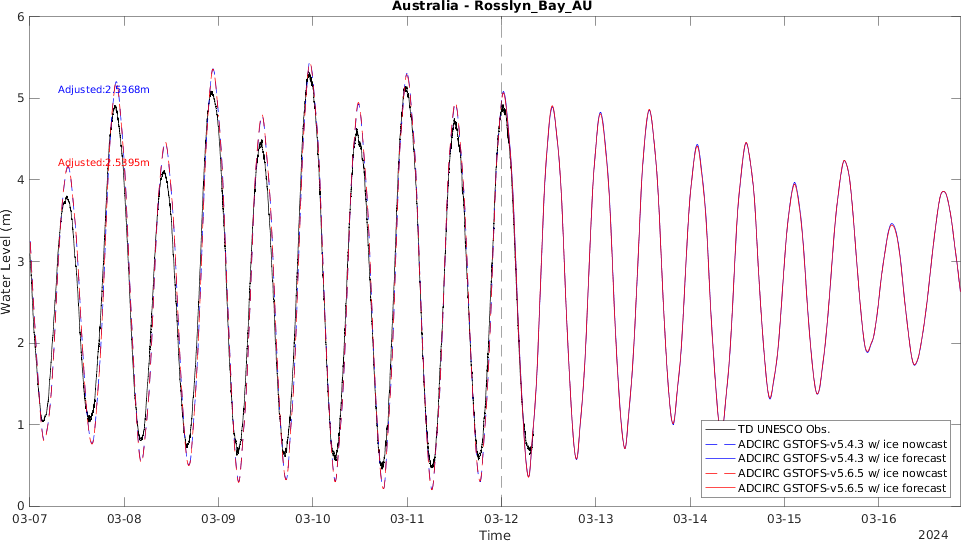 Australia - Rosslyn_Bay_AU
6
5
4
3
2
1
0
Water Level (m)
Adjusted:2.5368m
Adjusted:2.5395m
TD UNESCO Obs.
ADCIRC GSTOFS-v5.4.3 w/ ice nowcast
ADCIRC GSTOFS-v5.4.3 w/ ice forecast
ADCIRC GSTOFS-v5.6.5 w/ ice nowcast
ADCIRC GSTOFS-v5.6.5 w/ ice forecast
03-07 03-08 03-09 03-10 03-11 03-12 03-13 03-14 03-15 03-16
Time
2024